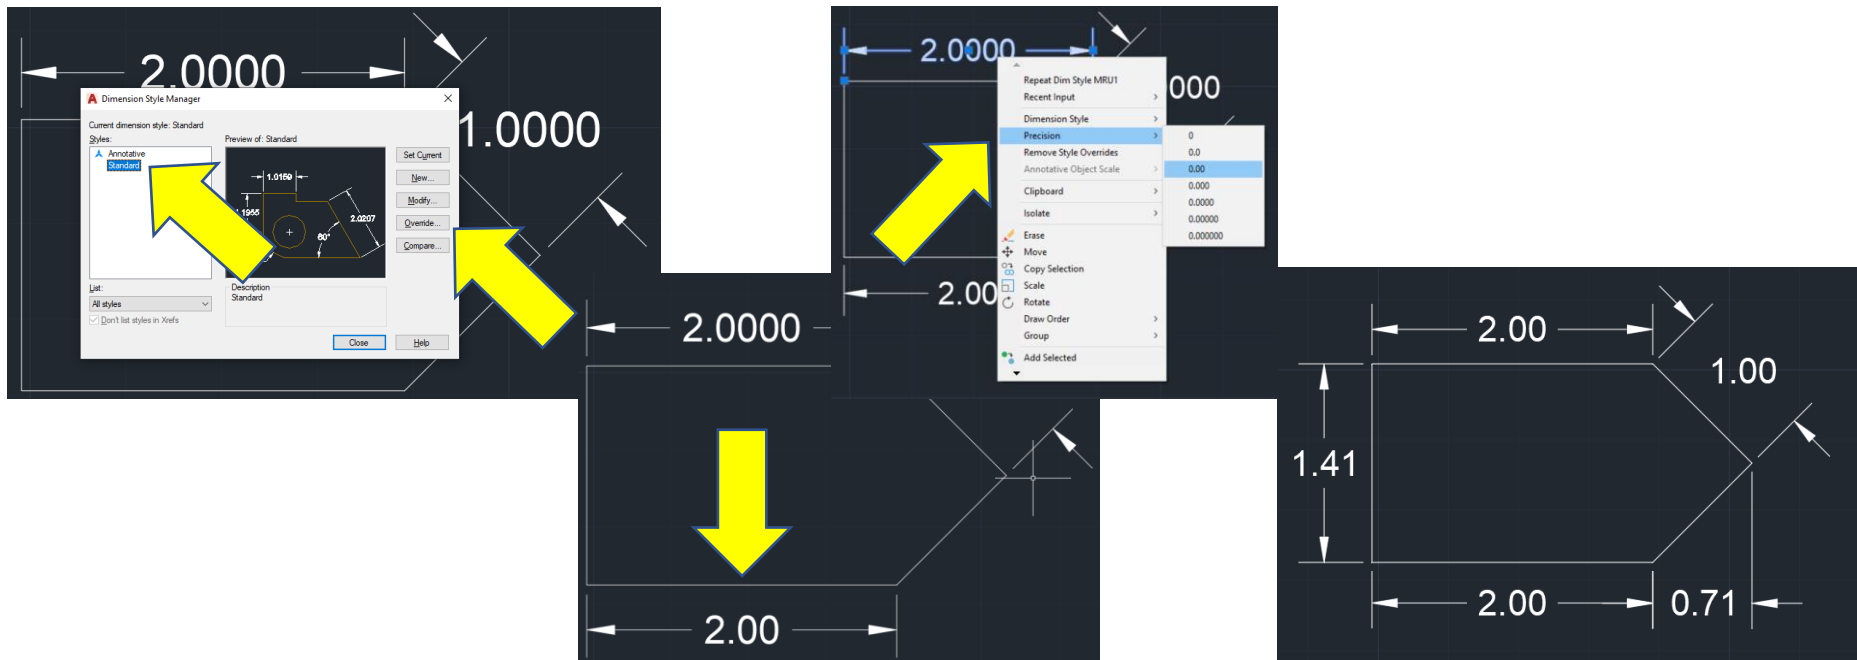 2.0000
1.0000
Dimension Style Manager
Current dimension style: Standard
Styles:
Annotative
Standard
Preview of: Standard
1.0159
1.1955
2.0207
60°
Set Current
New...
Modify...
Override...
Compare...
List:
All styles
Don't list styles in Xrefs
Description
Standard
Close
Help
2.0000
2.00
2.0000
000
2.00
Repeat Dim Style MRU1
Recent Input
Dimension Style
Precision
Remove Style Overrides
Annotative Object Scale
Clipboard
Isolate
Erase
Move
Copy Selection
Scale
Rotate
Draw Order
Group
Add Selected
0
0.0
0.00
0.000
0.0000
0.00000
0.000000
2.00
1.00
1.41
2.00
0.71